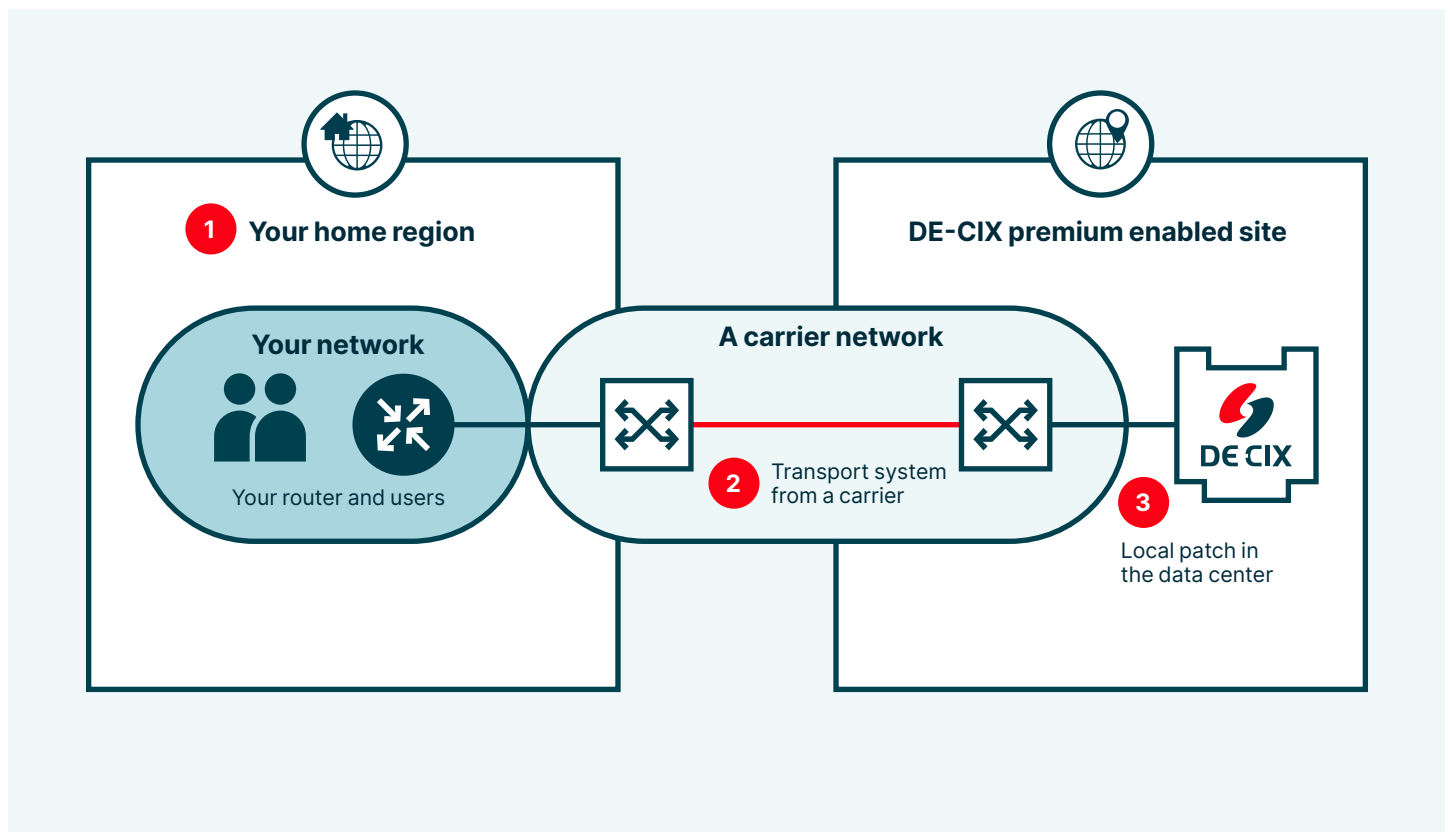 1 Your home region
DE-CIX premium enabled site
Your network
Your router and users
A carrier network
2 Transport system
from a carrier
DE CIX
3
Local patch in
the data center